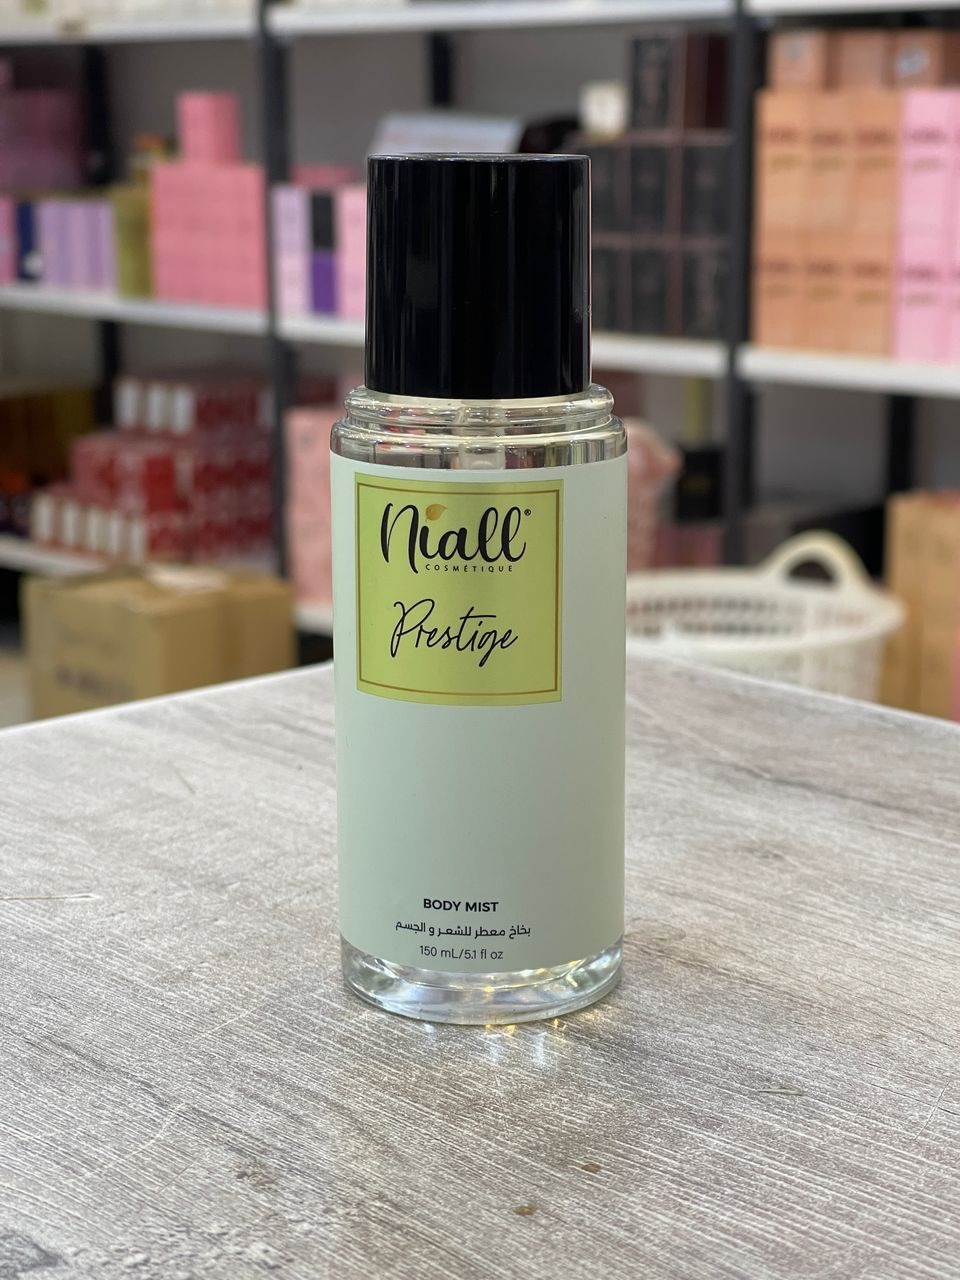 Niall®
COSMÉTIQUE
Prestige
BODY MIST
بخاخ معطر للشعر و الجسم
150 mL/5.1 fl oz